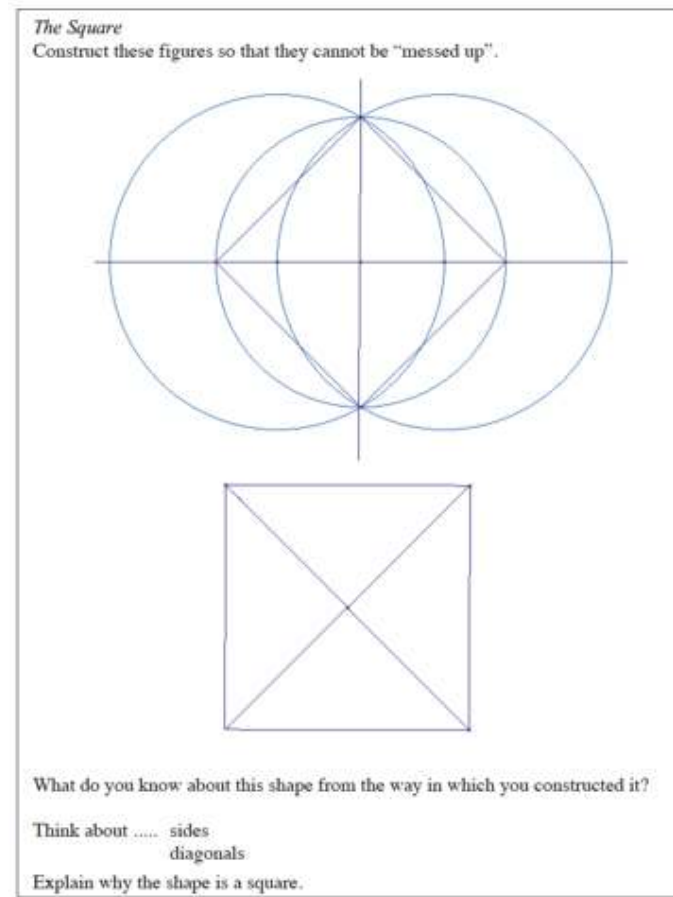 The Square
Construct these figures so that they cannot be “messed up”.
What do you know about this shape from the way in which you constructed it?
Think about ..... sides
diagonals
Explain why the shape is a square.